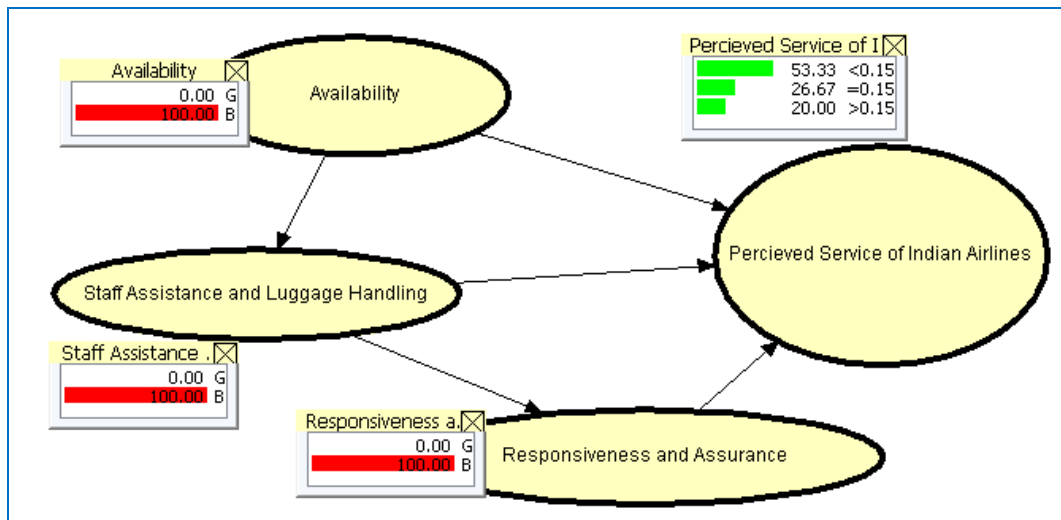 Availability
0.00 G
100.00 B
Availability
Percieved Service of I
53.33 <0.15
26.67 =0.15
20.00 >0.15
Percieved Service of Indian Airlines
Staff Assistance and Luggage Handling
Staff Assistance .
0.00 G
100.00 B
Responsiveness a.
0.00 G
100.00 B
Responsiveness and Assurance